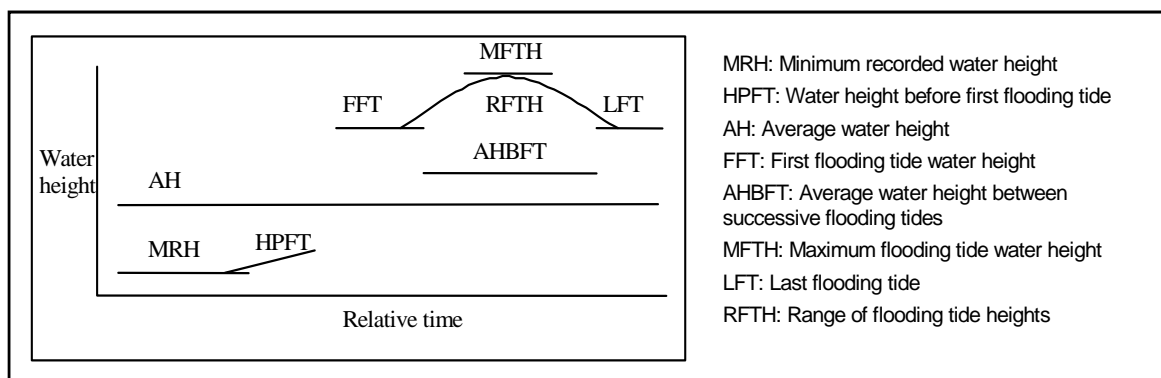 MFTH
FFT
RFTH
LFT
Water
height
AHBFT
AH
MRH
HPFT
Relative time
MRH: Minimum recorded water height
HPFT: Water height before first flooding tide
AH: Average water height
FFT: First flooding tide water height
AHBFT: Average water height between
successive flooding tides
MFTH: Maximum flooding tide water height
LFT: Last flooding tide
RFTH: Range of flooding tide heights